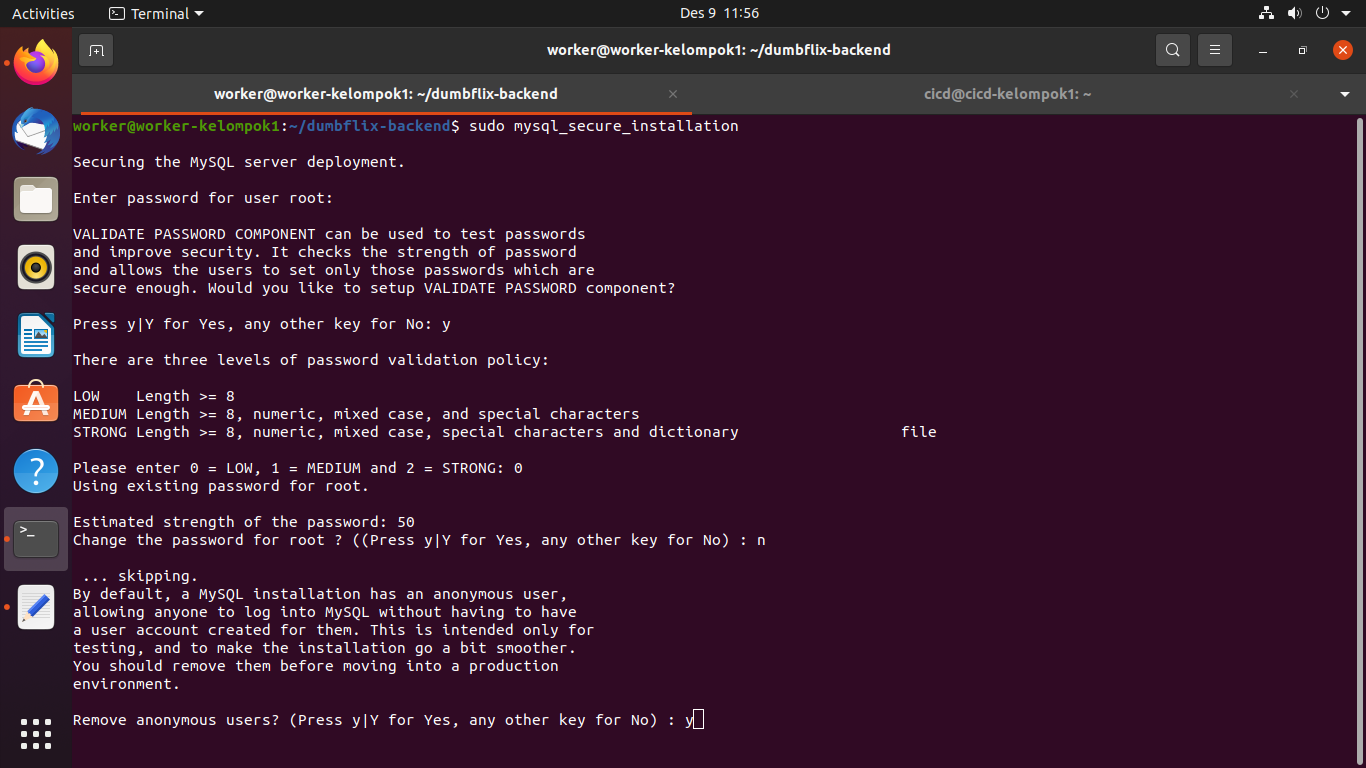 Activities
Terminal
Des 9 11:56
worker@worker-kelompok1: ~/dumbflix-backend
worker@worker-kelompok1: ~/dumbflix-backend
cicd@cicd-kelompok1: ~
worker@worker-kelompok1:~/dumbflix-backend$ sudo mysql_secure_installation
Securing the MySQL server deployment.
Enter password for user root:
VALIDATE PASSWORD COMPONENT can be used to test passwords
and improve security. It checks the strength of password
and allows the users to set only those passwords which are
secure enough. Would you like to setup VALIDATE PASSWORD component?
Press y|Y for Yes, any other key for No: y
There are three levels of password validation policy:
LOW    Length >= 8
MEDIUM Length >= 8, numeric, mixed case, and special characters
STRONG Length >= 8, numeric, mixed case, special characters and dictionary                  file
Please enter 0 = LOW, 1 = MEDIUM and 2 = STRONG: 0
Using existing password for root.
Estimated strength of the password: 50
Change the password for root ? ((Press y|Y for Yes, any other key for No) : n
 ... skipping.
By default, a MySQL installation has an anonymous user,
allowing anyone to log into MySQL without having to have
a user account created for them. This is intended only for
testing, and to make the installation go a bit smoother.
You should remove them before moving into a production
environment.
Remove anonymous users? (Press y|Y for Yes, any other key for No) : y